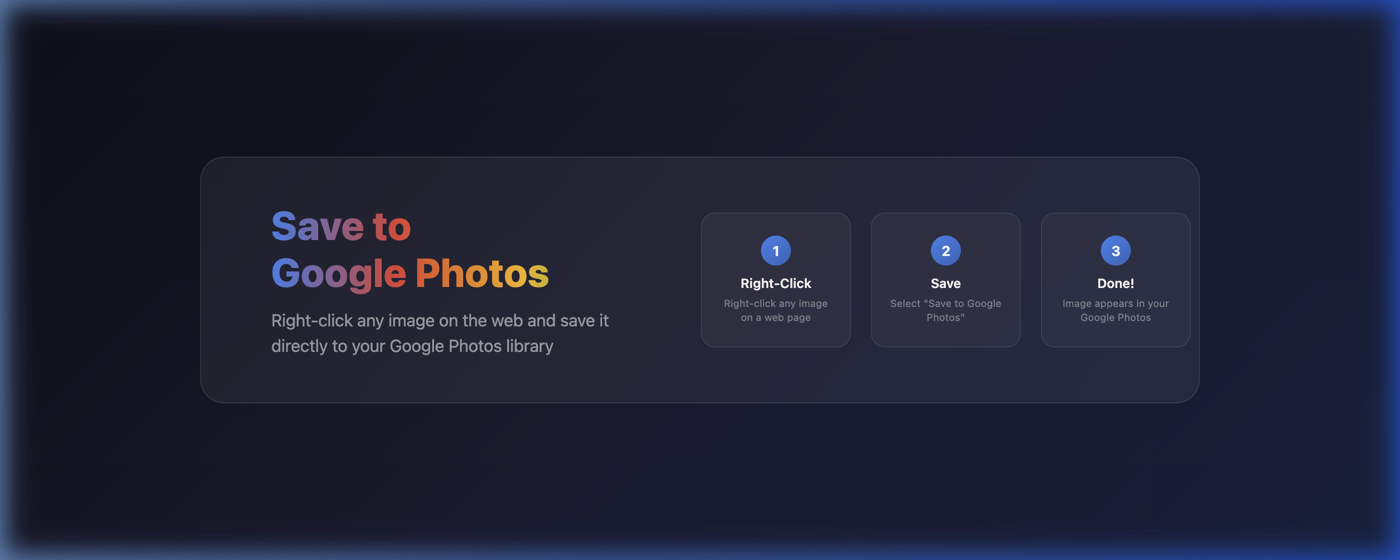 Save to
Google Photos
Right-click any image on the web and save it
directly to your Google Photos library
1
Right-Click
Right-click any image
on a web page
2
Save
Select "Save to Google
Photos"
3
Done!
Image appears in your
Google Photos